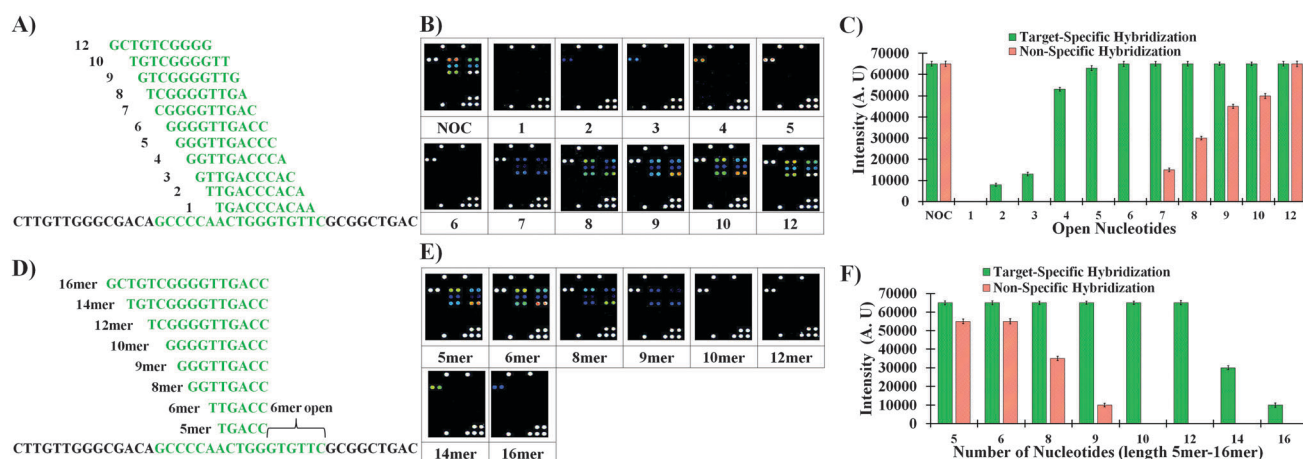 A)
12 GCTGTCGGGG
10 TGTCGGGGTT
9 GTCGGGGTTG
8 TCGGGGTTGA
7 CGGGGTTGAC
6 GGGGTTGACC
5 GGGTTGACCC
4 GGTTGACCCA
3 GTTGACCCAC
2 TTGACCCACA
1 TGACCCACAA
CTTGTTGGGCGACAGCCCCAACTGGGTGTTCGCGGCTGAC
B)
NOC 1 2 3 4 5
6 7 8 9 10 12
C)
Target-Specific Hybridization
Non-Specific Hybridization
Intensity (A. U)
70000
60000
50000
40000
30000
20000
10000
0
NOC 1 2 3 4 5 6 7 8 9 10 12
Open Nucleotides
D)
16mer GCTGTCGGGGTTGACC
14mer TGTCGGGGTTGACC
12mer TCGGGGTTGACC
10mer GGGGTTGACC
9mer GGGTTGACC
8mer GGTTGACC
6mer TTGACC 6mer open
5mer TGACC
CTTGTTGGGCGACAGCCCCAACTGGGTGTTCGCGGCTGAC
E)
5mer 6mer 8mer 9mer 10mer 12mer
14mer 16mer
F)
Target-Specific Hybridization
Non-Specific Hybridization
Intensity (A. U)
70000
60000
50000
40000
30000
20000
10000
0
5 6 8 9 10 12 14 16
Number of Nucleotides (length 5mer-16mer)